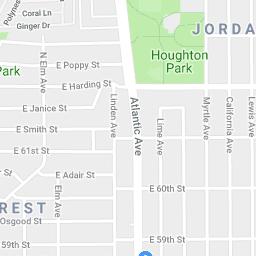 Polynes
Coral Ln
Ginger Dr
JORDA
N Elm Ave
E Poppy St
Houghton
Park
Park
E Harding St
Linden Ave
Atlantic Ave
E Janice St
E Smith St
Lime Ave
Myrtle Ave
California Ave
Lewis Ave
E 61st St
E Adair St
Elm Ave
E 60th St
REST
Osgood St
59th St
E 59th St